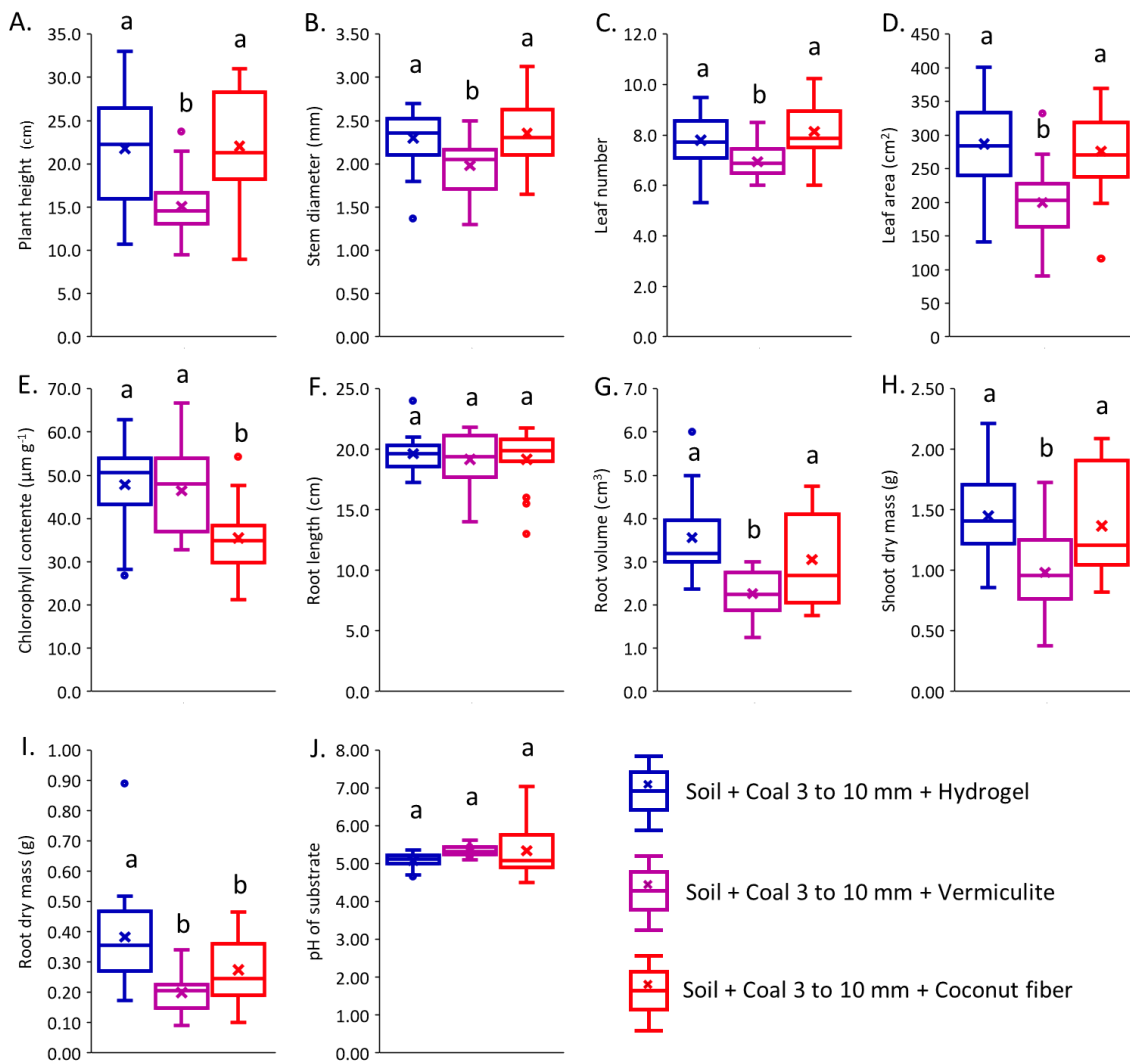 A.
a
b
a
35.0
30.0
25.0
20.0
15.0
10.0
5.0
0.0
Plant height (cm)
B.
a
b
a
3.50
3.00
2.50
2.00
1.50
1.00
0.50
0.00
Stem diameter (mm)
C.
a
b
a
12.0
10.0
8.0
6.0
4.0
2.0
0.0
Leaf number
D.
a
b
a
450
400
350
300
250
200
150
100
50
0
Leaf area (cm²)
E.
a
a
b
70.0
60.0
50.0
40.0
30.0
20.0
10.0
0.0
Chlorophyll contente (µm g⁻¹)
F.
a
a
a
25.0
20.0
15.0
10.0
5.0
0.0
Root length (cm)
G.
a
b
a
7.0
6.0
5.0
4.0
3.0
2.0
1.0
0.0
Root volume (cm³)
H.
a
b
a
2.50
2.00
1.50
1.00
0.50
0.00
Shoot dry mass (g)
I.
a
b
b
1.00
0.90
0.80
0.70
0.60
0.50
0.40
0.30
0.20
0.10
0.00
Root dry mass (g)
J.
a
a
a
8.00
7.00
6.00
5.00
4.00
3.00
2.00
1.00
0.00
pH of substrate
Soil + Coal 3 to 10 mm + Hydrogel
Soil + Coal 3 to 10 mm + Vermiculite
Soil + Coal 3 to 10 mm + Coconut fiber